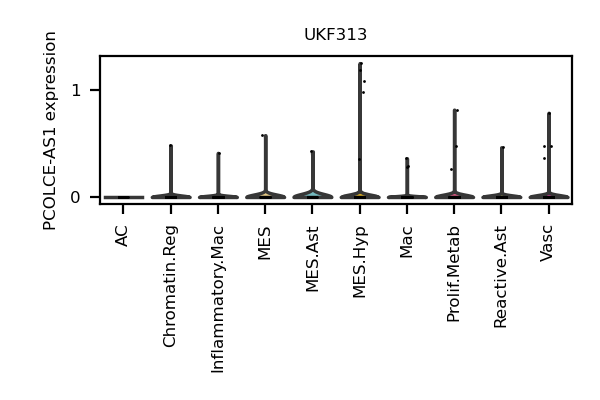 UKF313
PCOLCE-AS1 expression
1
0
AC
Chromatin.Reg
Inflammatory.Mac
MES
MES.Ast
MES.Hyp
Mac
Prolif.Metab
Reactive.Ast
Vasc